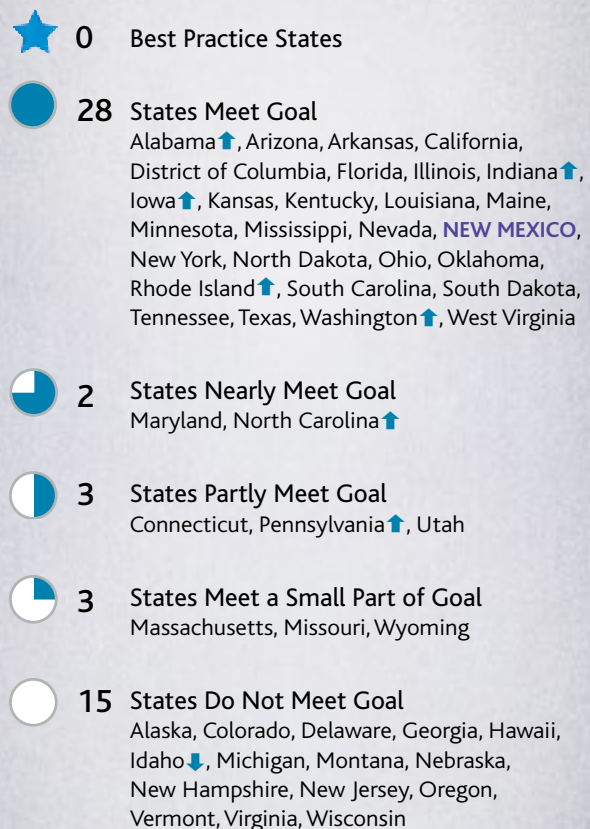 0 Best Practice States
28 States Meet Goal
Alabama⬆, Arizona, Arkansas, California,
District of Columbia, Florida, Illinois, Indiana⬆,
Iowa⬆, Kansas, Kentucky, Louisiana, Maine,
Minnesota, Mississippi, Nevada, NEW MEXICO,
New York, North Dakota, Ohio, Oklahoma,
Rhode Island⬆, South Carolina, South Dakota,
Tennessee, Texas, Washington⬆, West Virginia
2 States Nearly Meet Goal
Maryland, North Carolina⬆
3 States Partly Meet Goal
Connecticut, Pennsylvania⬆, Utah
3 States Meet a Small Part of Goal
Massachusetts, Missouri, Wyoming
15 States Do Not Meet Goal
Alaska, Colorado, Delaware, Georgia, Hawaii,
Idaho⬇, Michigan, Montana, Nebraska,
New Hampshire, New Jersey, Oregon,
Vermont, Virginia, Wisconsin